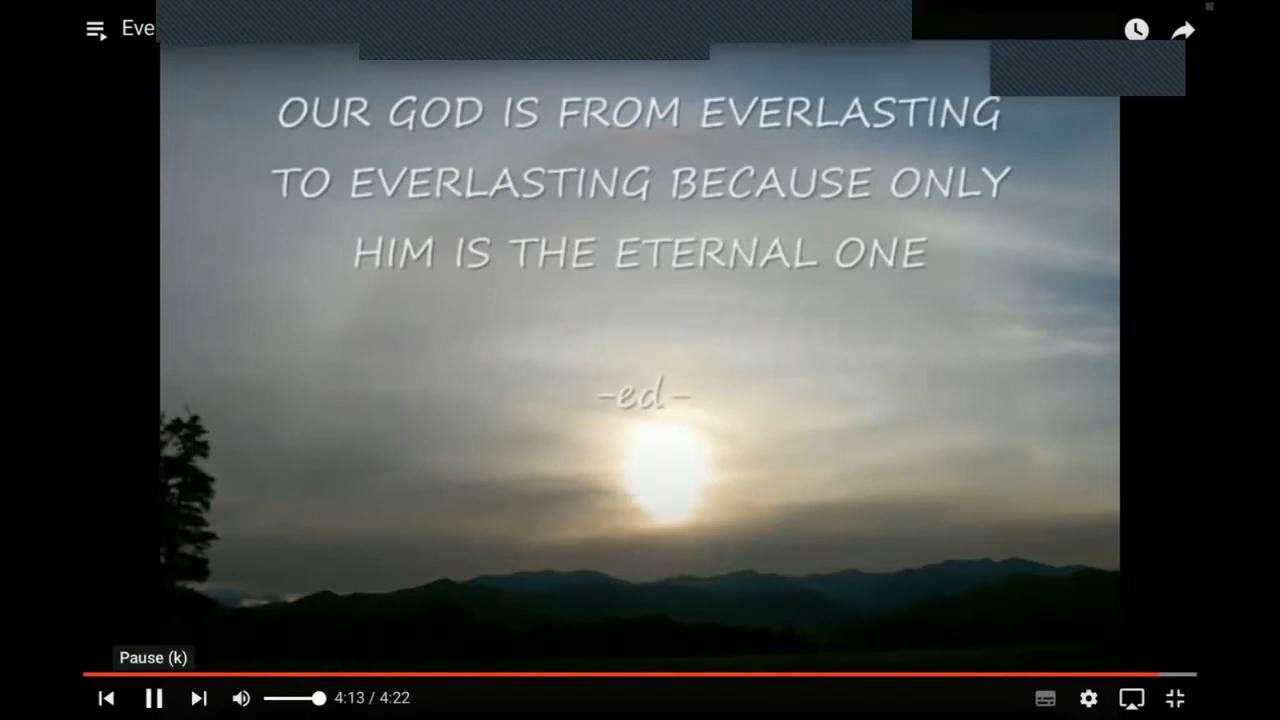 Eve
OUR GOD IS FROM EVERLASTING
TO EVERLASTING BECAUSE ONLY
HIM IS THE ETERNAL ONE
-ed-
Pause (k)
4:13 / 4:22